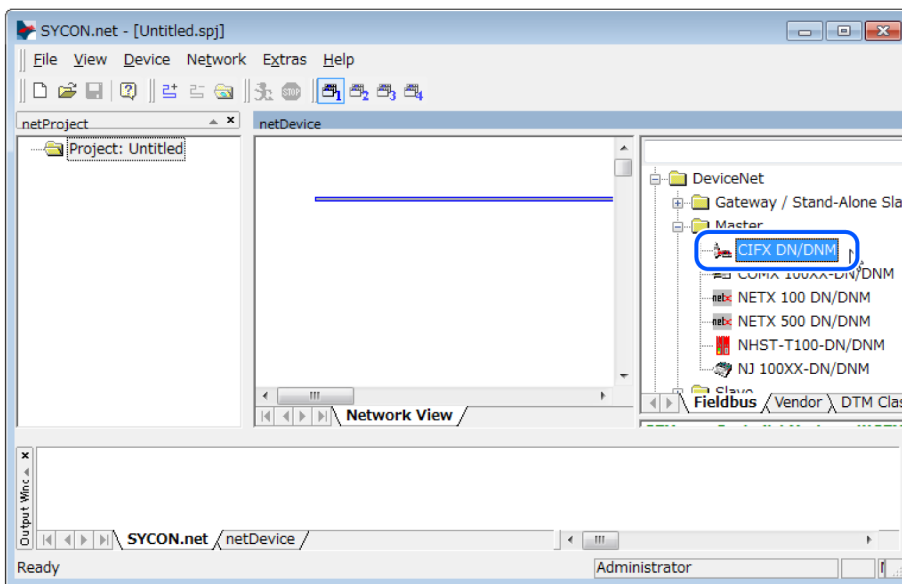 SYCON.net - [Untitled.spj]
File View Device Network Extras Help
netProject
netDevice
Project: Untitled
DeviceNet
Gateway / Stand-Alone Sla
Master
CIFX DN/DNM
COMX 100XX-DN/DNM
NETX 100 DN/DNM
NETX 500 DN/DNM
NHST-T100-DN/DNM
NJ 100XX-DN/DNM
Slave
Fieldbus Vendor DTM Clas
Network View
Output Winc
SYCON.net netDevice
Ready
Administrator